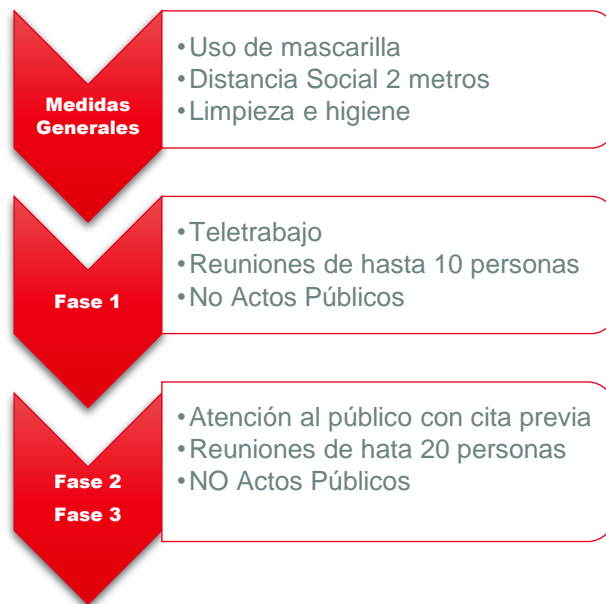 Medidas
Generales
•Uso de mascarilla
•Distancia Social 2 metros
•Limpieza e higiene
Fase 1
•Teletrabajo
•Reuniones de hasta 10 personas
•No Actos Públicos
Fase 2
Fase 3
•Atención al público con cita previa
•Reuniones de hata 20 personas
•NO Actos Públicos